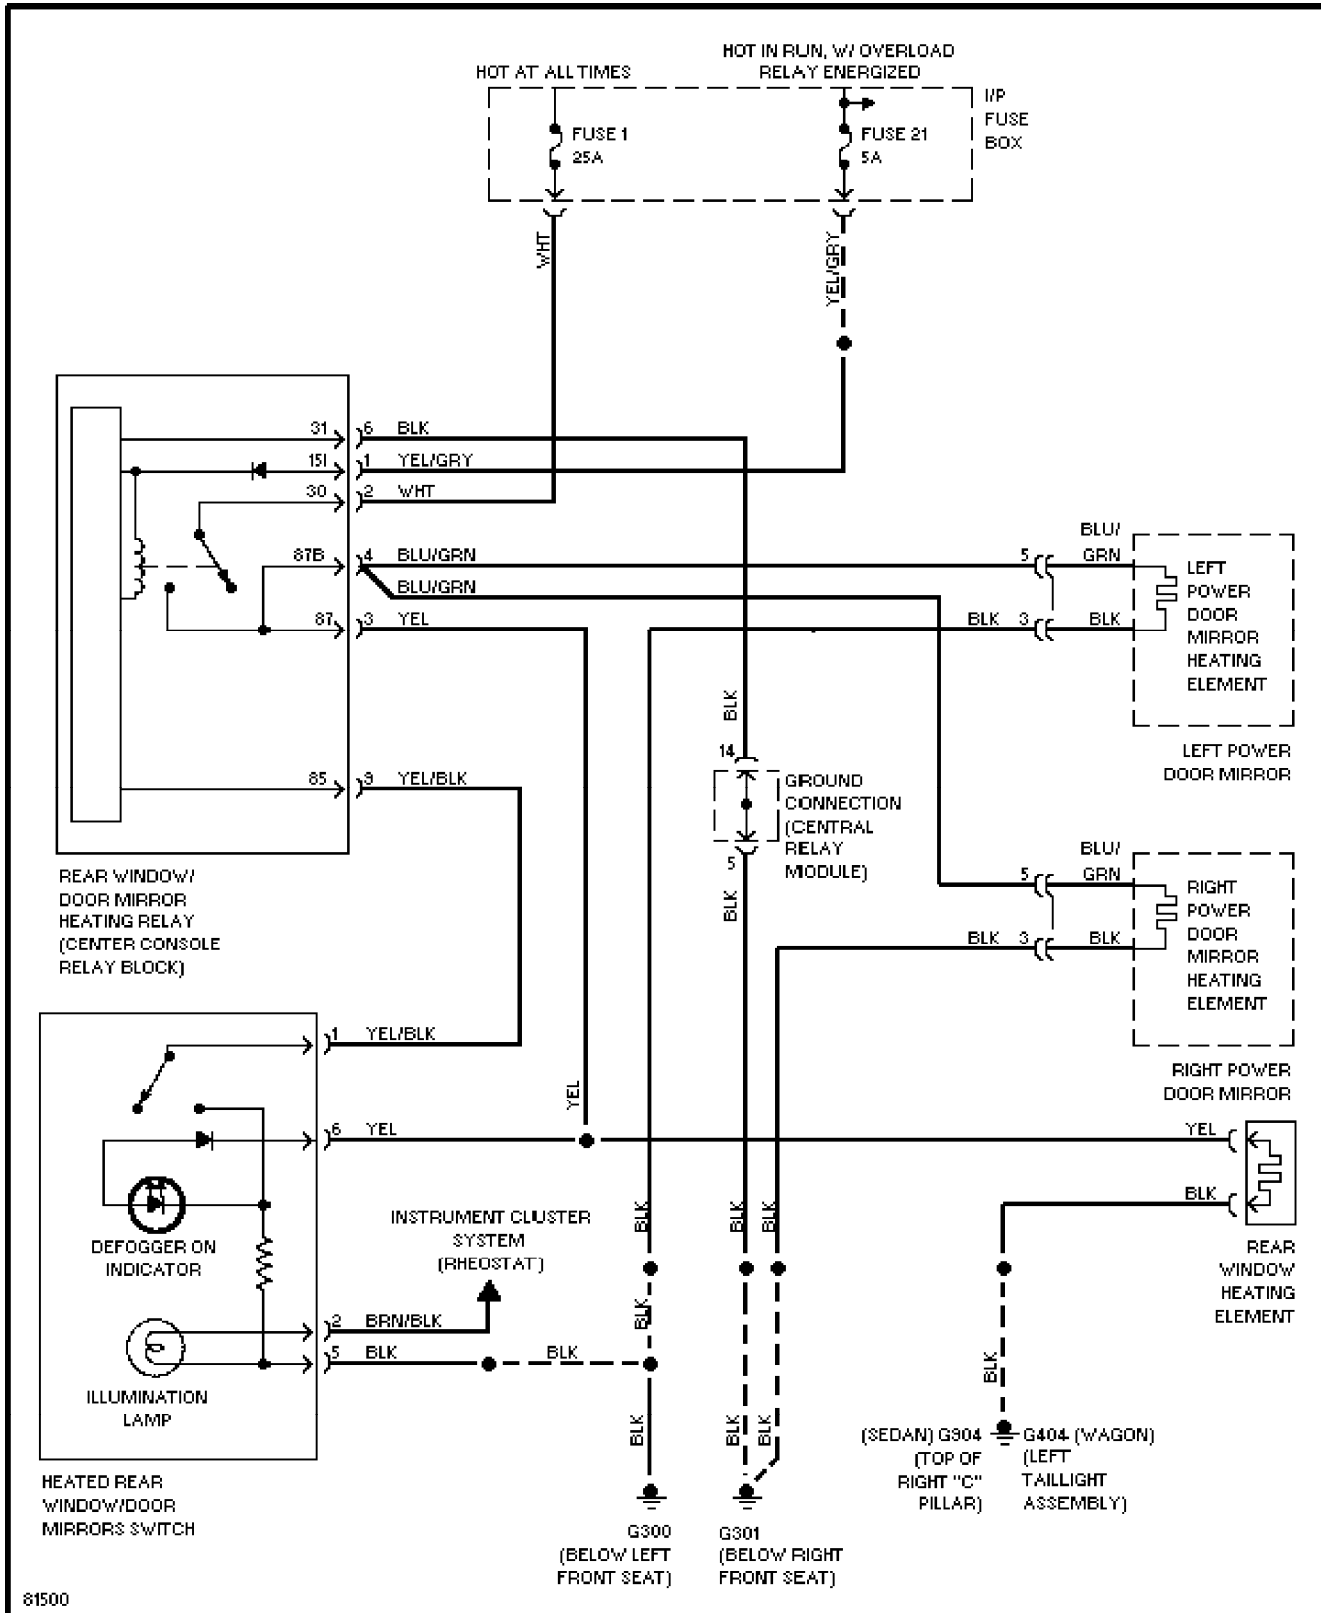 HOT AT ALL TIMES
HOT IN RUN, W/ OVERLOAD
RELAY ENERGIZED
I/P
FUSE
BOX
FUSE 1
25A
FUSE 21
5A
WHT
YEL/GRY
31
6
BLK
15I
1
YEL/GRY
30
2
WHT
87B
4
BLU/GRN
BLU/GRN
87
3
YEL
85
9
YEL/BLK
REAR WINDOW/
DOOR MIRROR
HEATING RELAY
(CENTER CONSOLE
RELAY BLOCK)
5
BLU/
GRN
BLK
3
BLK
LEFT
POWER
DOOR
MIRROR
HEATING
ELEMENT
LEFT POWER
DOOR MIRROR
BLK
14
GROUND
CONNECTION
(CENTRAL
RELAY
MODULE)
5
BLK
5
BLU/
GRN
BLK
3
BLK
RIGHT
POWER
DOOR
MIRROR
HEATING
ELEMENT
RIGHT POWER
DOOR MIRROR
1
YEL/BLK
YEL
6
YEL
YEL
BLK
REAR
WINDOW
HEATING
ELEMENT
DEFOGGER ON
INDICATOR
INSTRUMENT CLUSTER
SYSTEM
(RHEOSTAT)
BLK
BLK
BLK
BLK
2
BRN/BLK
5
BLK
BLK
ILLUMINATION
LAMP
BLK
BLK
BLK
BLK
HEATED REAR
WINDOW/DOOR
MIRRORS SWITCH
G300
(BELOW LEFT
FRONT SEAT)
G301
(BELOW RIGHT
FRONT SEAT)
(SEDAN) G304
(TOP OF
RIGHT "C"
PILLAR)
G404 (WAGON)
(LEFT
TAILLIGHT
ASSEMBLY)
81500